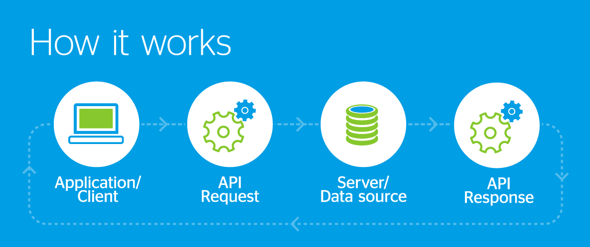 How it works
Application/
Client
API
Request
Server/
Data source
API
Response